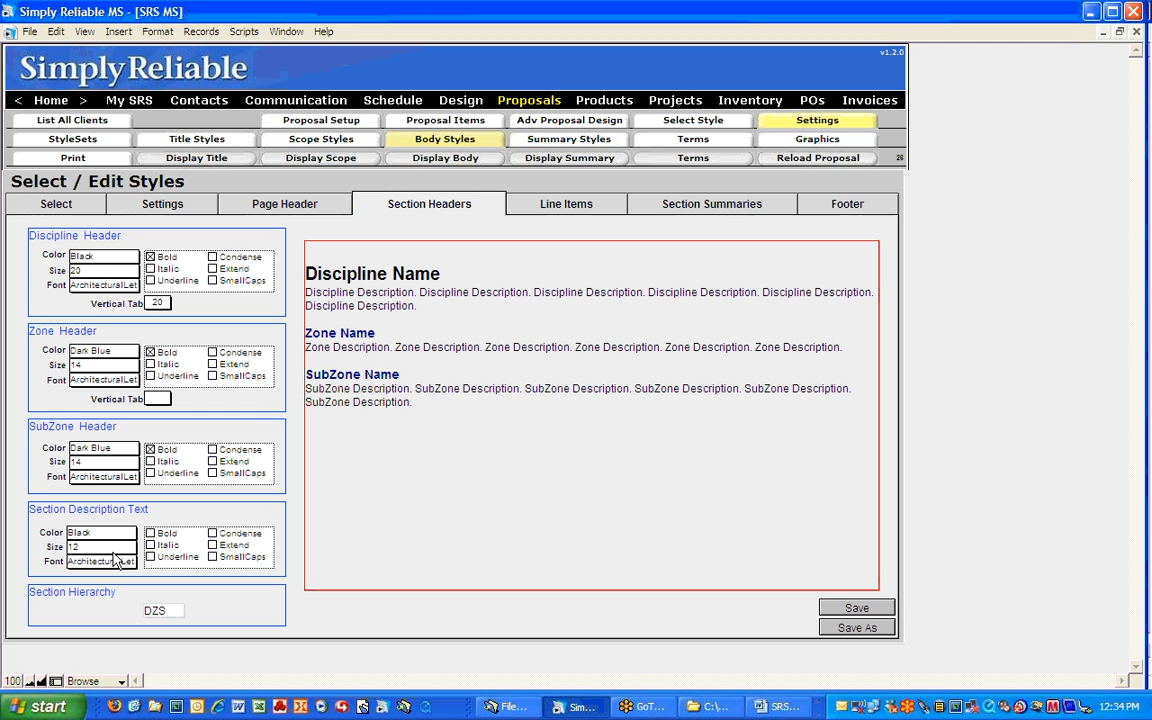 Simply Reliable MS - [SRS MS]
File Edit View Insert Format Records Scripts Window Help
SimplyReliable
v1.2.0
< Home > My SRS Contacts Communication Schedule Design Proposals Products Projects Inventory POs Invoices
List All Clients Proposal Setup Proposal Items Adv Proposal Design Select Style Settings
StyleSets Title Styles Scope Styles Body Styles Summary Styles Terms Graphics
Print Display Title Display Scope Display Body Display Summary Terms Reload Proposal
Select / Edit Styles
Select Settings Page Header Section Headers Line Items Section Summaries Footer
Discipline Header
Color Black Bold Condense
Size 20 Italic Extend
Font ArchitecturalLet Underline SmallCaps
Vertical Tab 20
Zone Header
Color Dark Blue Bold Condense
Size 14 Italic Extend
Font ArchitecturalLet Underline SmallCaps
Vertical Tab
SubZone Header
Color Dark Blue Bold Condense
Size 14 Italic Extend
Font ArchitecturalLet Underline SmallCaps
Section Description Text
Color Black Bold Condense
Size 12 Italic Extend
Font Underline SmallCaps
Section Hierarchy
DZS
Discipline Name
Discipline Description. Discipline Description. Discipline Description. Discipline Description. Discipline Description.
Discipline Description.
Zone Name
Zone Description. Zone Description. Zone Description. Zone Description. Zone Description. Zone Description.
SubZone Name
SubZone Description. SubZone Description. SubZone Description. SubZone Description. SubZone Description.
SubZone Description.
Save
Save As
100 Browse
start File... Sim... GoT... C:\... SRS... 12:34 PM